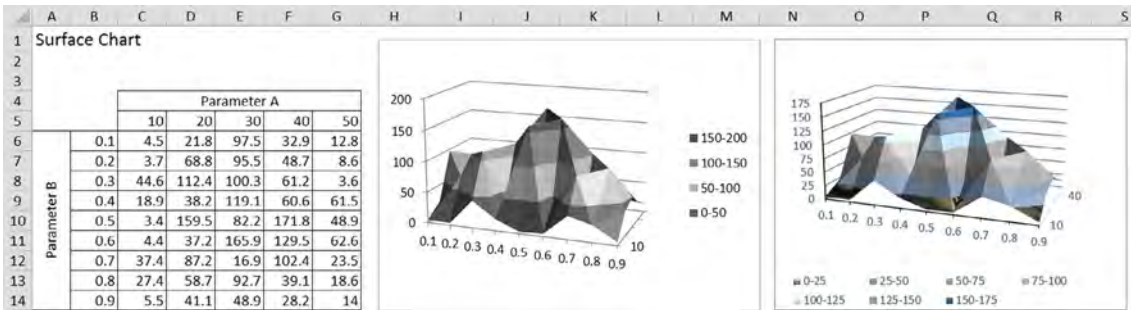 A B C D E F G H I J K L M N O P Q R S
1 Surface Chart
2
3
4 Parameter A
5 10 20 30 40 50
6 0.1 4.5 21.8 97.5 32.9 12.8
7 0.2 3.7 68.8 95.5 48.7 8.6
8 0.3 44.6 112.4 100.3 61.2 3.6
9 0.4 18.9 38.2 119.1 60.6 61.5
10 0.5 3.4 159.5 82.2 171.8 48.9
11 0.6 4.4 37.2 165.9 129.5 62.6
12 0.7 37.4 87.2 16.9 102.4 23.5
13 0.8 27.4 58.7 92.7 39.1 18.6
14 0.9 5.5 41.1 48.9 28.2 14
Parameter B
200
150
100
50
0
0.1 0.2 0.3 0.4 0.5 0.6 0.7 0.8 0.9
10
150-200
100-150
50-100
0-50
175
150
125
100
75
50
25
0
0.1 0.2 0.3 0.4 0.5 0.6 0.7 0.8 0.9
10
40
0-25 25-50 50-75 75-100
100-125 125-150 150-175